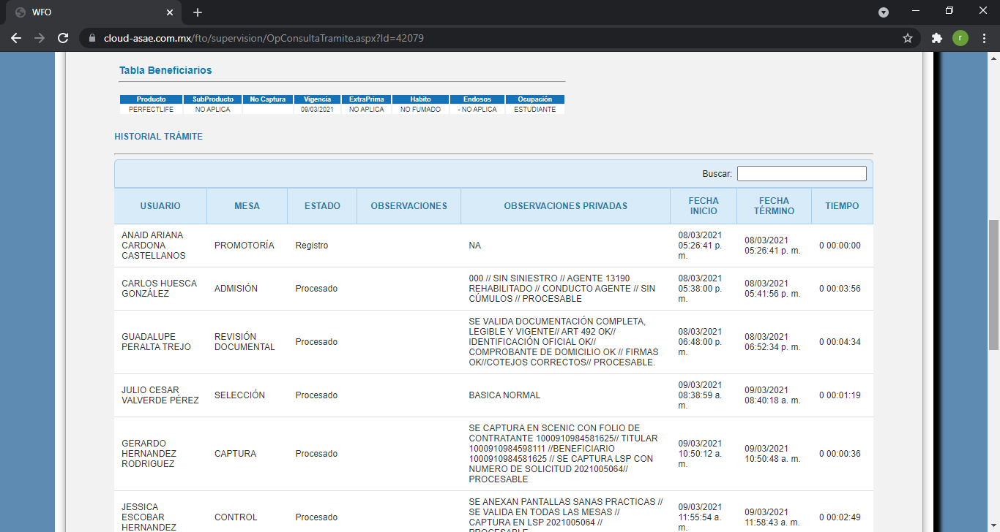 WFO
cloud-asae.com.mx/fto/supervision/OpConsultaTramite.aspx?Id=42079
r
Tabla Beneficiarios
Producto SubProducto No Captura Vigencia ExtraPrima Habito Endosos Ocupación
PERFECTLIFE NO APLICA 09/03/2021 NO APLICA NO FUMADO - NO APLICA ESTUDIANTE
HISTORIAL TRÁMITE
Buscar:
USUARIO MESA ESTADO OBSERVACIONES OBSERVACIONES PRIVADAS FECHA
INICIO FECHA
TÉRMINO TIEMPO
ANAID ARIANA
CARDONA
CASTELLANOS
PROMOTORÍA
Registro
NA
08/03/2021
05:26:41 p.
m.
08/03/2021
05:26:41 p. m.
0 00:00:00
CARLOS HUESCA
GONZÁLEZ
ADMISIÓN
Procesado
000 // SIN SINIESTRO // AGENTE 13190
REHABILITADO // CONDUCTO AGENTE // SIN
CÚMULOS // PROCESABLE
08/03/2021
05:38:00 p.
m.
08/03/2021
05:41:56 p. m.
0 00:03:56
GUADALUPE
PERALTA TREJO
REVISIÓN
DOCUMENTAL
Procesado
SE VALIDA DOCUMENTACIÓN COMPLETA,
LEGIBLE Y VIGENTE// ART 492 OK//
IDENTIFICACIÓN OFICIAL OK//
COMPROBANTE DE DOMICILIO OK // FIRMAS
OK//COTEJOS CORRECTOS// PROCESABLE.
08/03/2021
06:48:00 p.
m.
08/03/2021
06:52:34 p. m.
0 00:04:34
JULIO CESAR
VALVERDE PÉREZ
SELECCIÓN
Procesado
BASICA NORMAL
09/03/2021
08:38:59 a.
m.
09/03/2021
08:40:18 a. m.
0 00:01:19
GERARDO
HERNANDEZ
RODRIGUEZ
CAPTURA
Procesado
SE CAPTURA EN SCENIC CON FOLIO DE
CONTRATANTE 1000910984581625// TITULAR
1000910984598111 //BENEFICIARIO
1000910984581625 // SE CAPTURA LSP CON
NUMERO DE SOLICITUD 2021005064//
PROCESABLE
09/03/2021
10:50:12 a.
m.
09/03/2021
10:50:48 a. m.
0 00:00:36
JESSICA
ESCOBAR
HERNANDEZ
CONTROL
Procesado
SE ANEXAN PANTALLAS SANAS PRACTICAS //
SE VALIDA EN TODAS LAS MESAS //
CAPTURA EN LSP 2021005064 //
PROCESABLE
09/03/2021
11:55:54 a.
m.
09/03/2021
11:58:43 a. m.
0 00:02:49